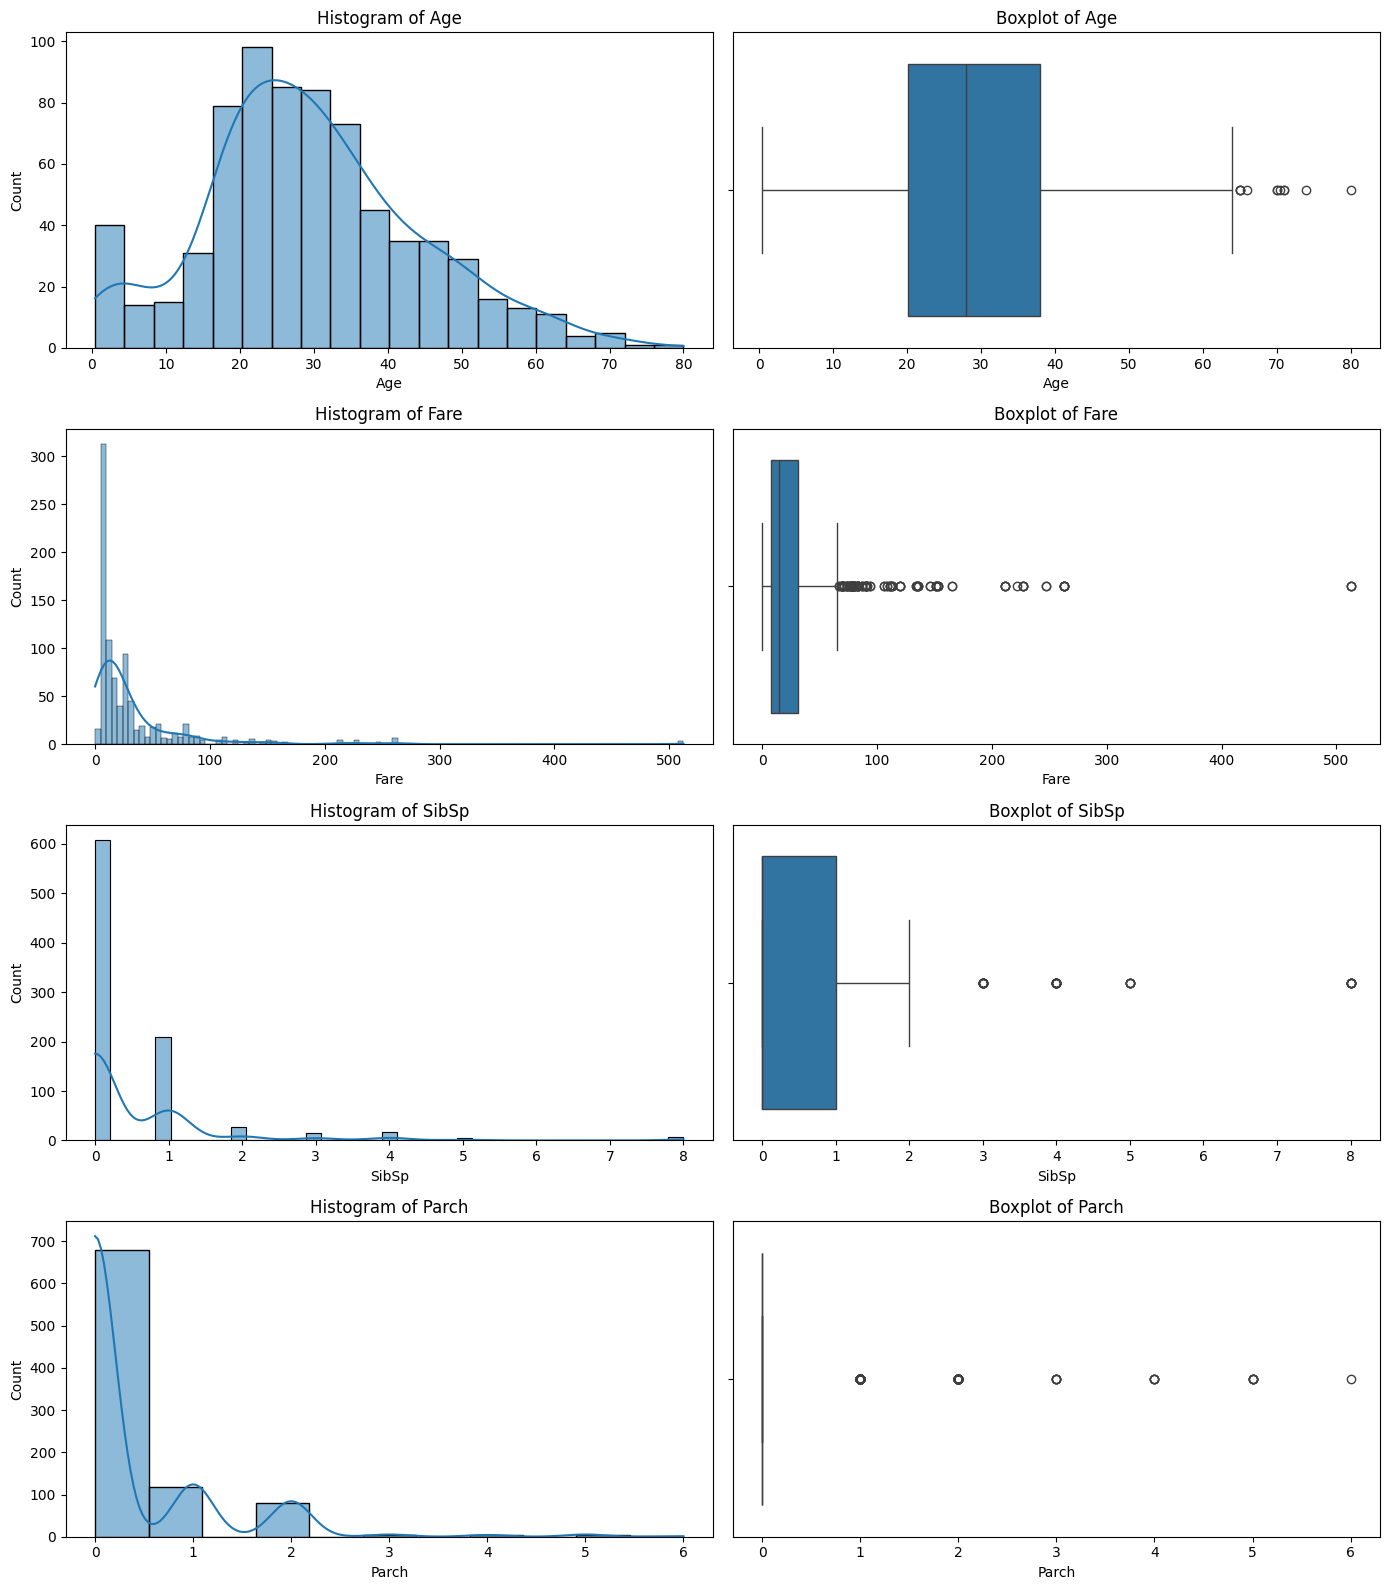 Histogram of Age
Boxplot of Age
100
80
60
40
20
0
Count
0 10 20 30 40 50 60 70 80
Age
0 10 20 30 40 50 60 70 80
Age
Histogram of Fare
Boxplot of Fare
300
250
200
150
100
50
0
Count
0 100 200 300 400 500
Fare
0 100 200 300 400 500
Fare
Histogram of SibSp
Boxplot of SibSp
600
500
400
300
200
100
0
Count
0 1 2 3 4 5 6 7 8
SibSp
0 1 2 3 4 5 6 7 8
SibSp
Histogram of Parch
Boxplot of Parch
700
600
500
400
300
200
100
0
Count
0 1 2 3 4 5 6
Parch
0 1 2 3 4 5 6
Parch